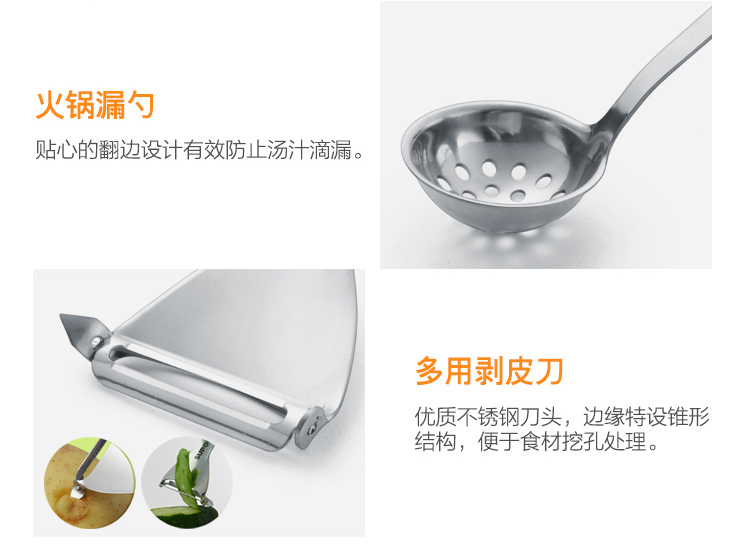 火锅漏勺
贴心的翻边设计有效防止汤汁滴漏。
多用剥皮刀
优质不锈钢刀头，边缘特设锥形
结构，便于食材挖孔处理。